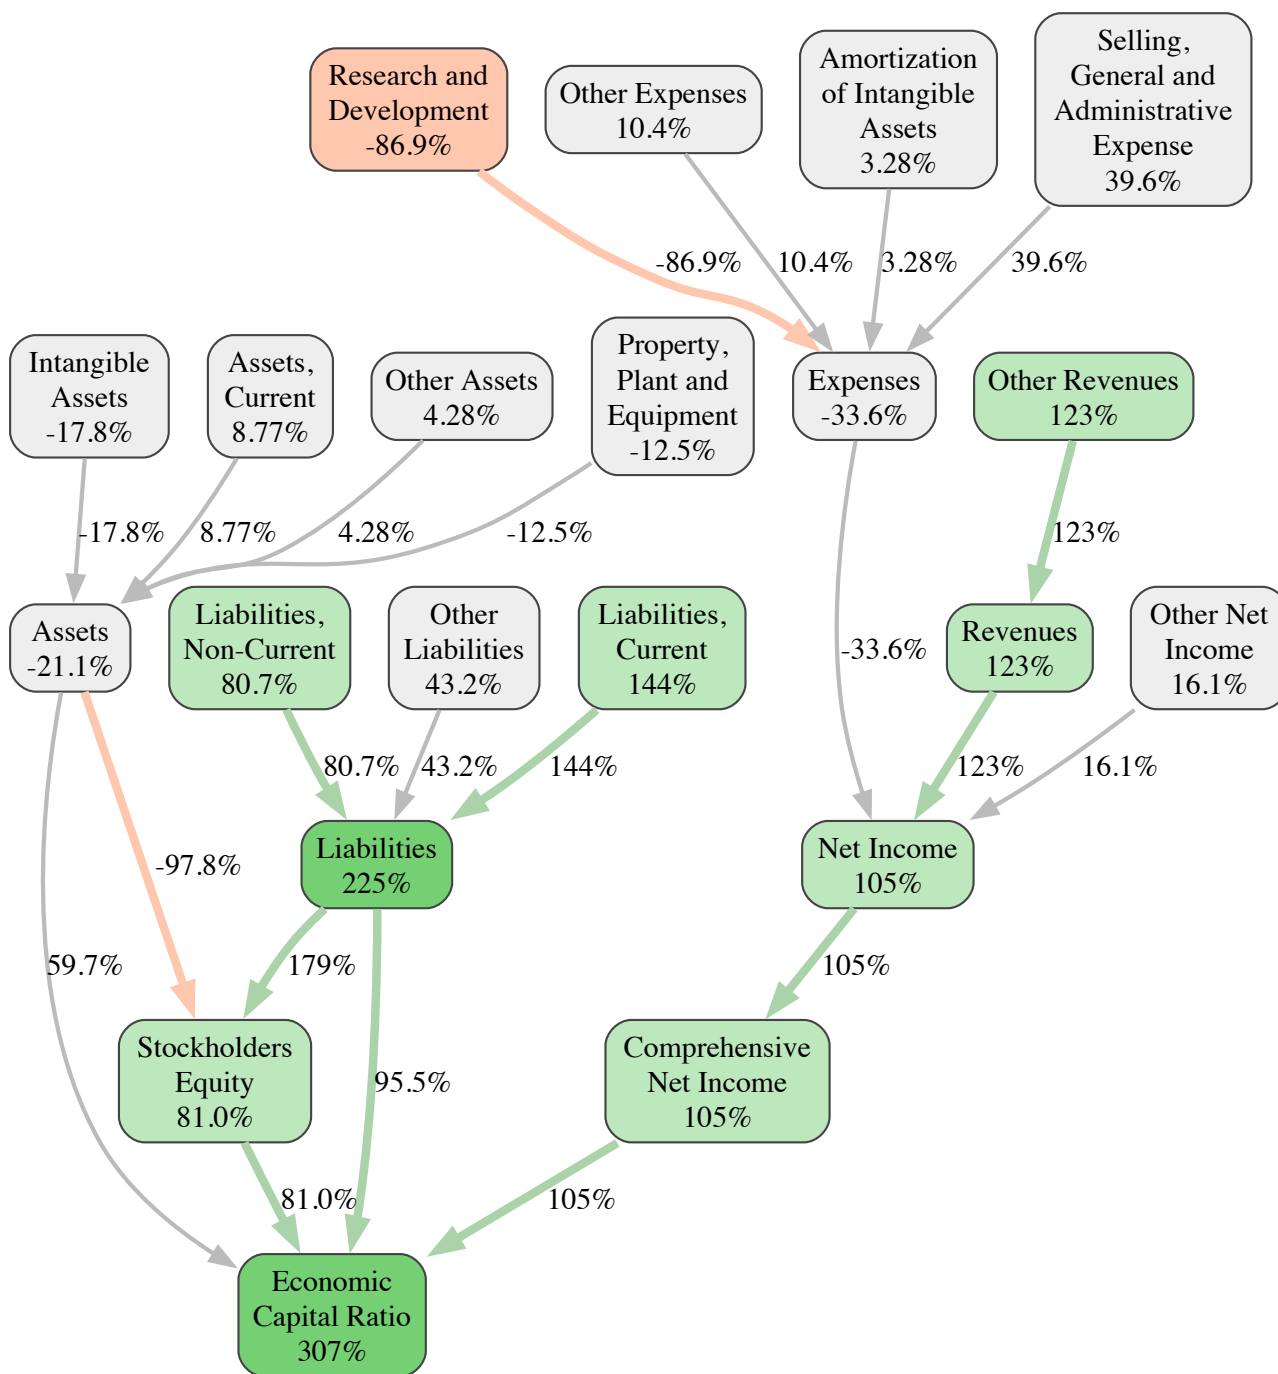 Research and
Development
-86.9%
Other Expenses
10.4%
Amortization
of Intangible
Assets
3.28%
Selling,
General and
Administrative
Expense
39.6%
-86.9%
10.4%
3.28%
39.6%
Intangible
Assets
-17.8%
Assets,
Current
8.77%
Other Assets
4.28%
Property,
Plant and
Equipment
-12.5%
Expenses
-33.6%
Other Revenues
123%
-17.8%
8.77%
4.28%
-12.5%
123%
Assets
-21.1%
Liabilities,
Non-Current
80.7%
Other
Liabilities
43.2%
Liabilities,
Current
144%
-33.6%
Revenues
123%
Other Net
Income
16.1%
80.7%
43.2%
144%
123%
16.1%
-97.8%
Liabilities
225%
Net Income
105%
59.7%
179%
105%
Stockholders
Equity
81.0%
95.5%
Comprehensive
Net Income
105%
81.0%
105%
Economic
Capital Ratio
307%